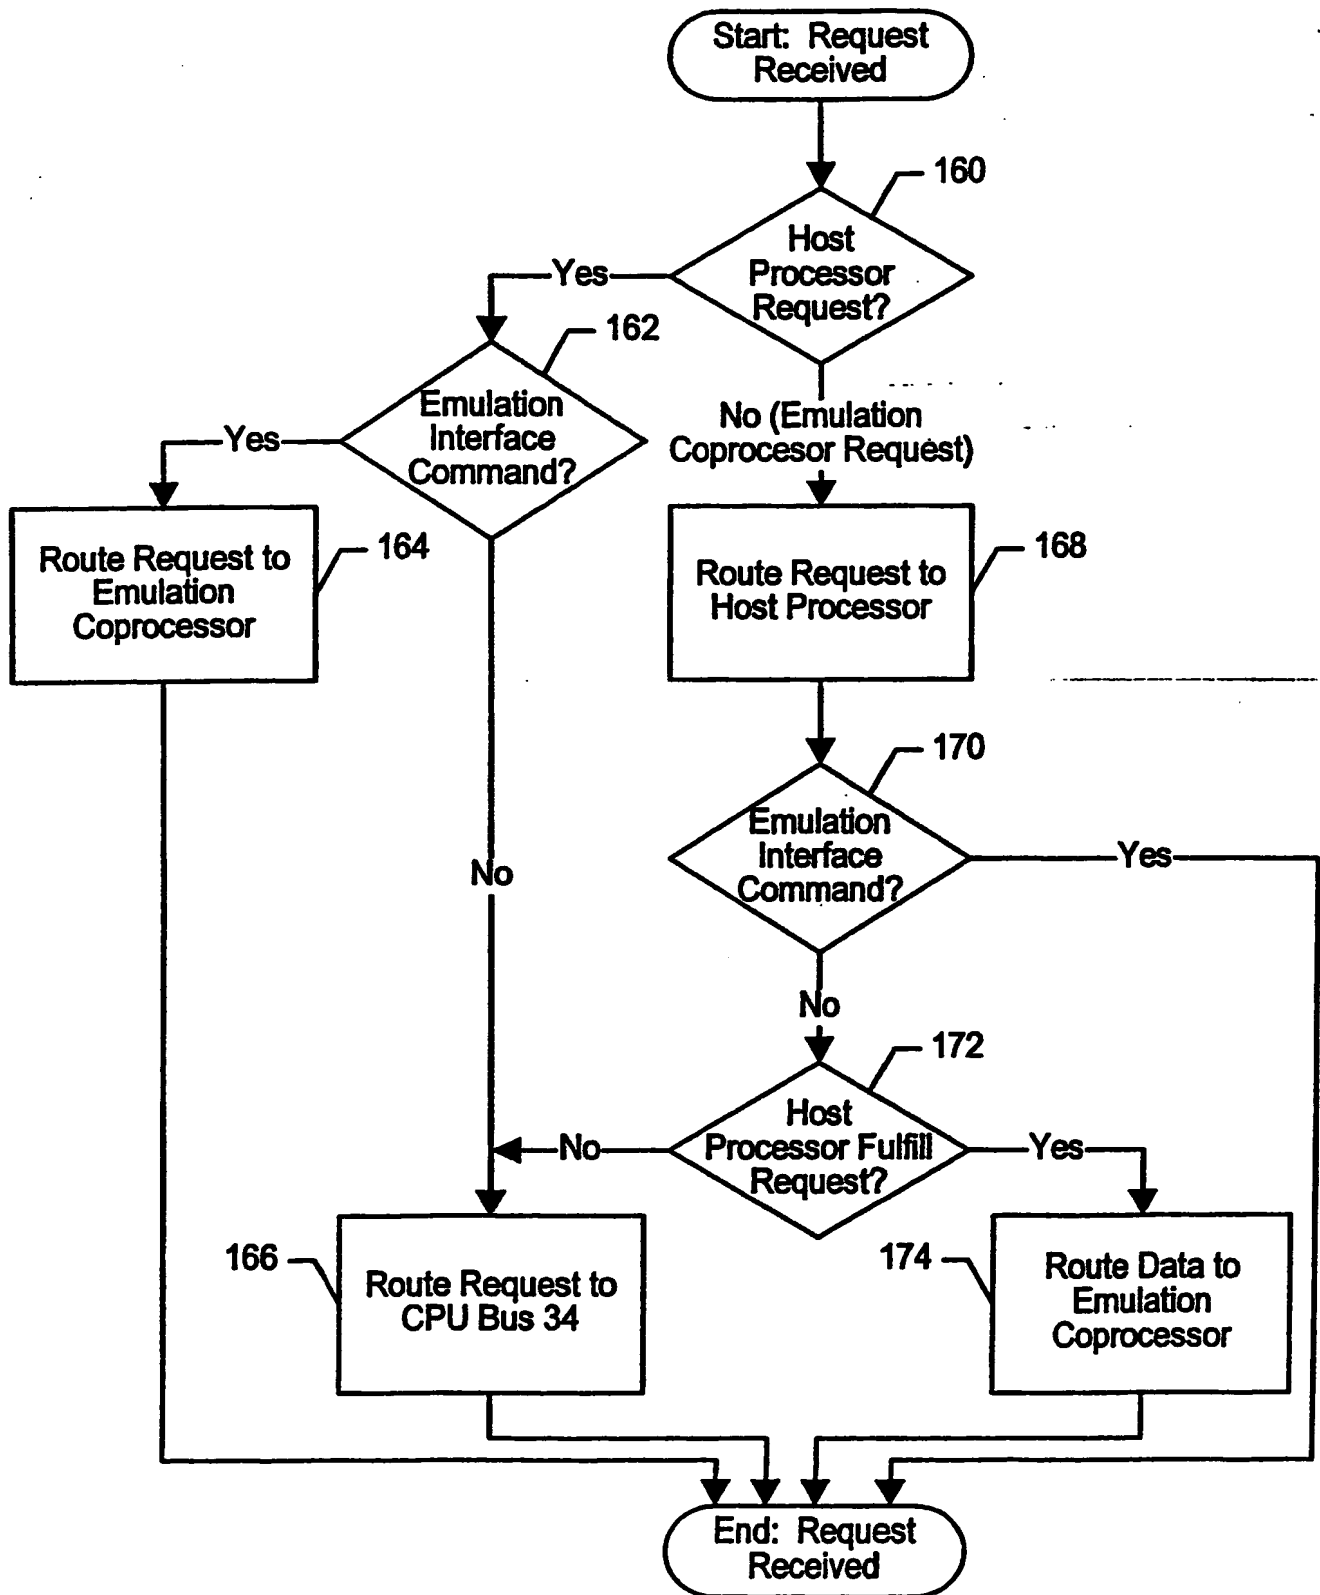 Start: Request
Received
160
Host
Processor
Request?
Yes
162
Emulation
Interface
Command?
No (Emulation
Coprocesor Request)
Yes
164
Route Request to
Emulation
Coprocessor
168
Route Request to
Host Processor
170
Emulation
Interface
Command?
Yes
No
No
172
Host
Processor Fulfill
Request?
No
Yes
166
Route Request to
CPU Bus 34
174
Route Data to
Emulation
Coprocessor
End: Request
Received